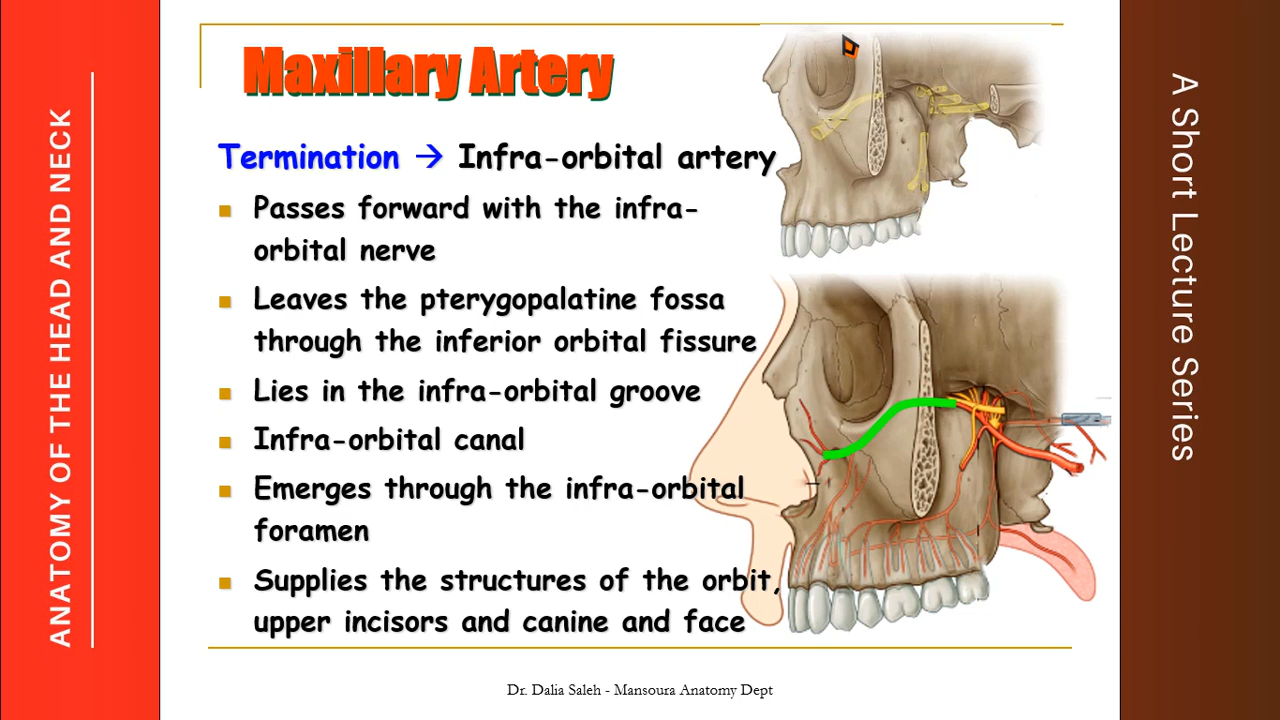 ANATOMY OF THE HEAD AND NECK
Maxillary Artery
Termination → Infra-orbital artery
■ Passes forward with the infra-
orbital nerve
■ Leaves the pterygopalatine fossa
through the inferior orbital fissure
■ Lies in the infra-orbital groove
■ Infra-orbital canal
■ Emerges through the infra-orbital
foramen
■ Supplies the structures of the orbit,
upper incisors and canine and face
Dr. Dalia Saleh - Mansoura Anatomy Dept
A Short Lecture Series